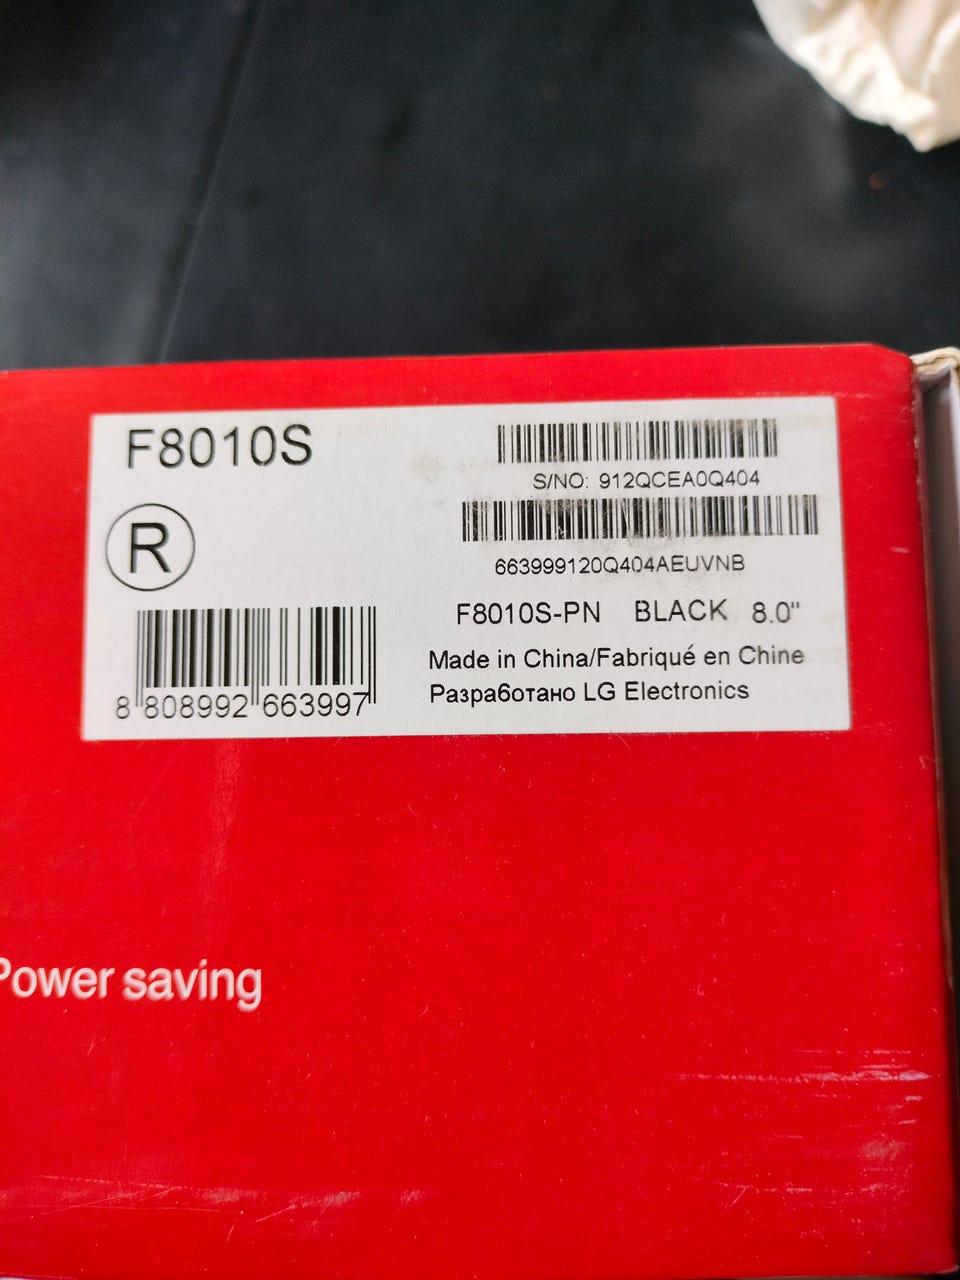 F8010S
R
8 808992 663997
S/NO: 912QCEA0Q404
663999120Q404AEUVNB
F8010S-PN BLACK 8.0"
Made in China/Fabriqué en Chine
Разработано LG Electronics
Power saving